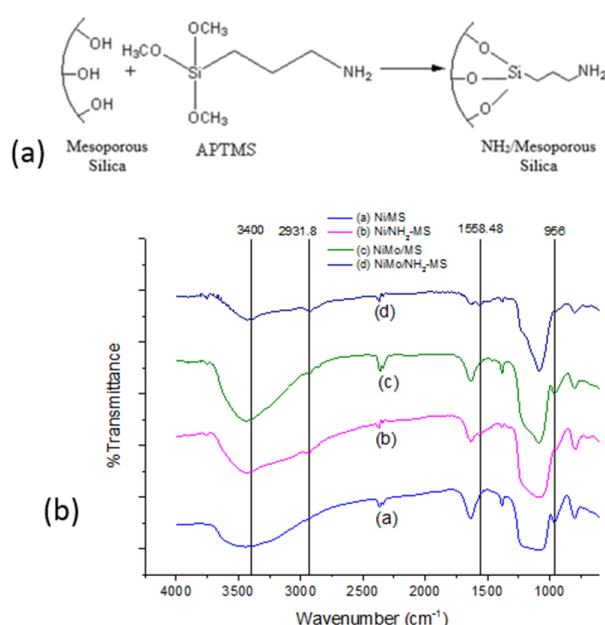 (a)
OH
OH
OH
+
OCH₃
H₃CO
Si
OCH₃
NH₂
O
O
O
Si
NH₂
Mesoporous
Silica
APTMS
NH₂/Mesoporous
Silica
(b)
(a) NiMS
(b) Ni/NH₂-MS
(c) NiMo/MS
(d) NiMo/NH₂-MS
3400
2931.8
1558.48
956
(d)
(c)
(b)
(a)
%Transmittance
4000 3500 3000 2500 2000 1500 1000
Wavenumber (cm⁻¹)